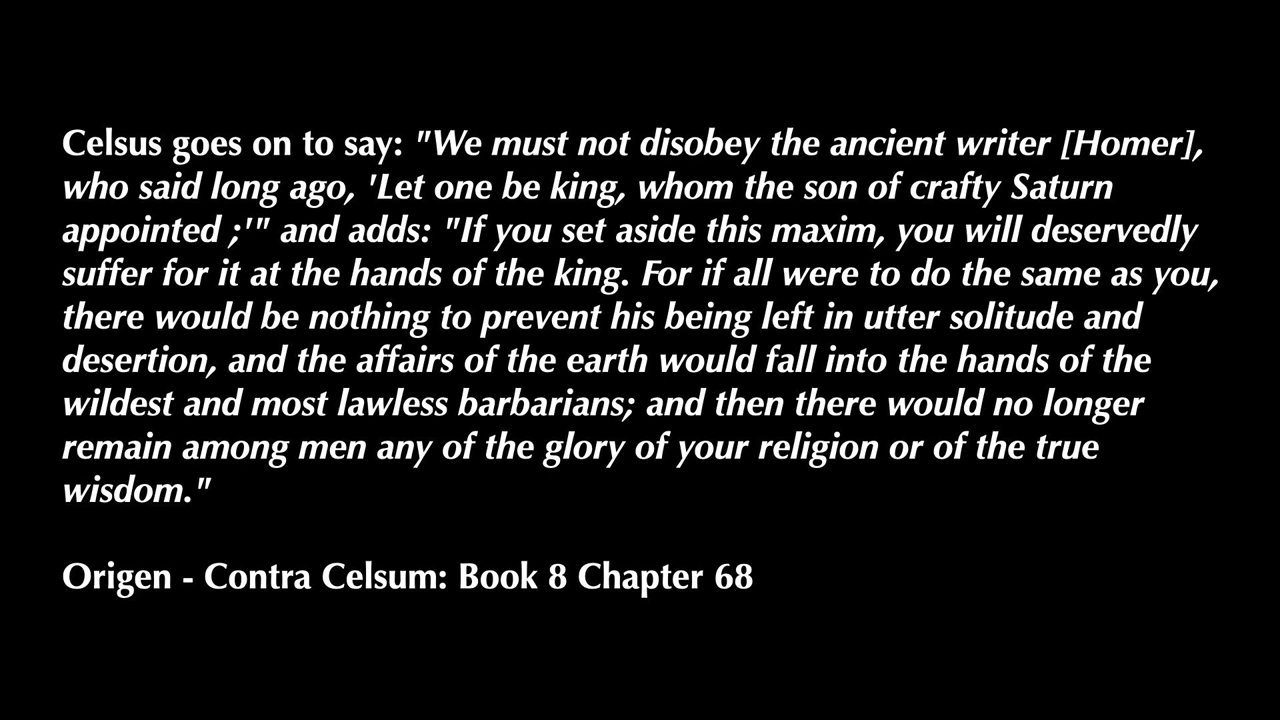 Celsus goes on to say: "We must not disobey the ancient writer [Homer],
who said long ago, 'Let one be king, whom the son of crafty Saturn
appointed ;'" and adds: "If you set aside this maxim, you will deservedly
suffer for it at the hands of the king. For if all were to do the same as you,
there would be nothing to prevent his being left in utter solitude and
desertion, and the affairs of the earth would fall into the hands of the
wildest and most lawless barbarians; and then there would no longer
remain among men any of the glory of your religion or of the true
wisdom."
Origen - Contra Celsum: Book 8 Chapter 68